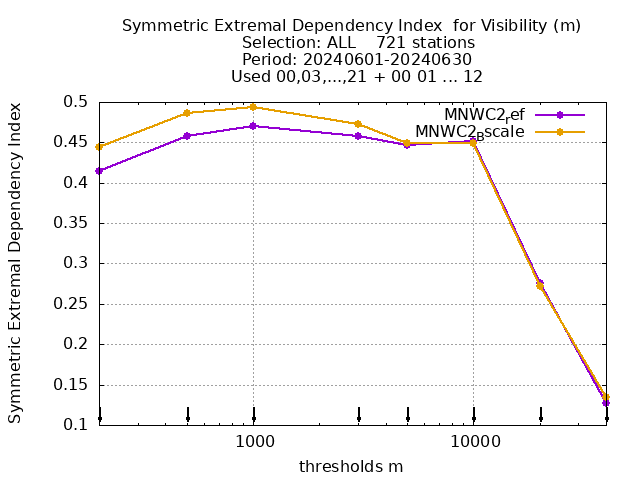 Symmetric Extremal Dependency Index  for Visibility (m)
Selection: ALL    721 stations
Period: 20240601-20240630
Used 00,03,...,21 + 00 01 ... 12
Symmetric Extremal Dependency Index
0.5
0.45
0.4
0.35
0.3
0.25
0.2
0.15
0.1
MNWC2ref
MNWC2Bscale
1000
10000
thresholds m